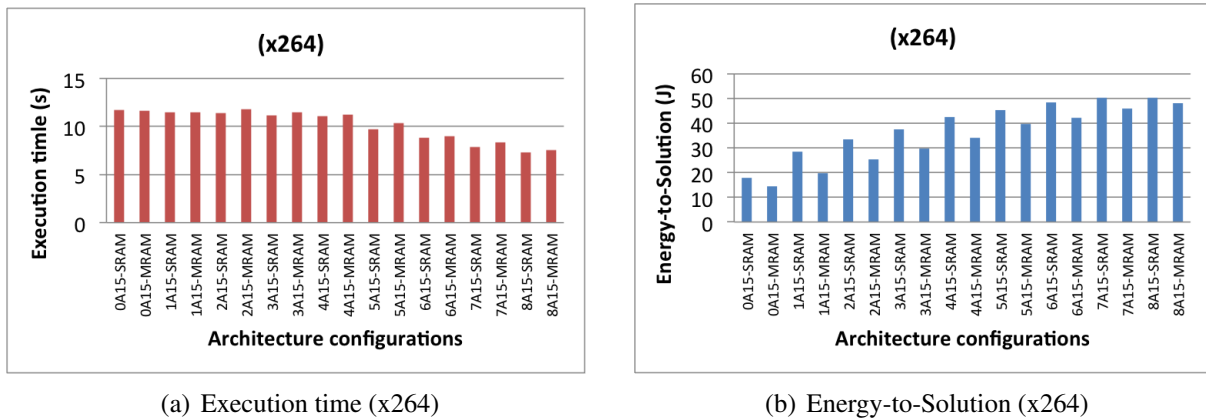 (x264)
Execution timle (s)
15
10
5
0
0A15-SRAM
0A15-MRAM
1A15-SRAM
1A15-MRAM
2A15-SRAM
2A15-MRAM
3A15-SRAM
3A15-MRAM
4A15-SRAM
4A15-MRAM
5A15-SRAM
5A15-MRAM
6A15-SRAM
6A15-MRAM
7A15-SRAM
7A15-MRAM
8A15-SRAM
8A15-MRAM
Architecture configurations
(a) Execution time (x264)
(x264)
Energy-to-Solution (J)
60
50
40
30
20
10
0
0A15-SRAM
0A15-MRAM
1A15-SRAM
1A15-MRAM
2A15-SRAM
2A15-MRAM
3A15-SRAM
3A15-MRAM
4A15-SRAM
4A15-MRAM
5A15-SRAM
5A15-MRAM
6A15-SRAM
6A15-MRAM
7A15-SRAM
7A15-MRAM
8A15-SRAM
8A15-MRAM
Architecture configurations
(b) Energy-to-Solution (x264)